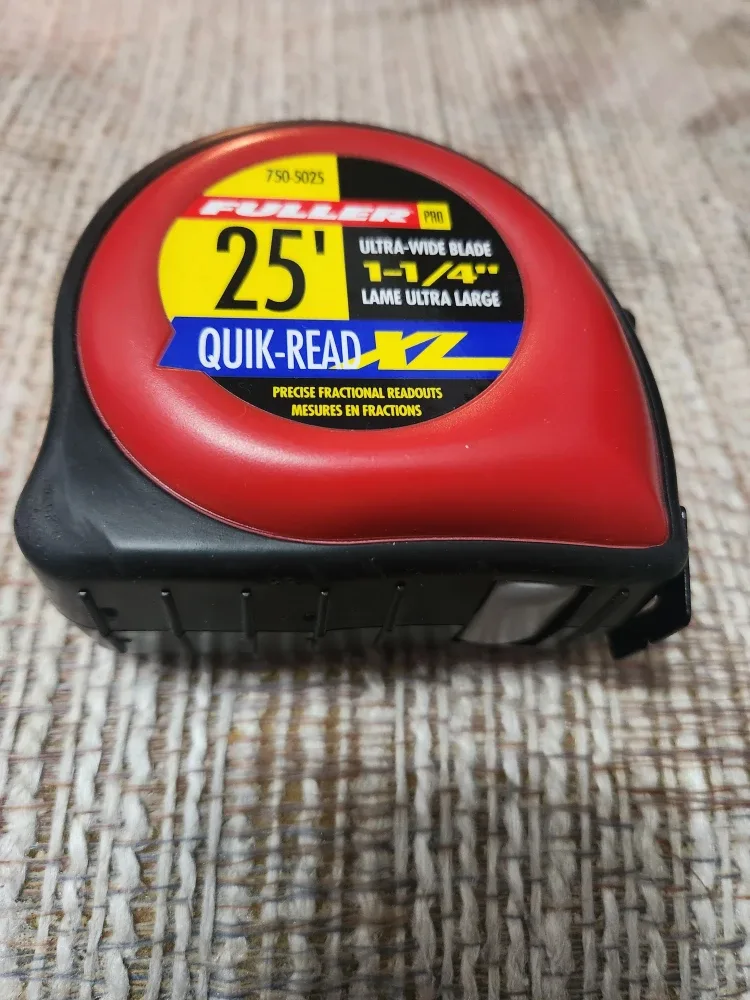 750-5025
FULLER PRO
25'
ULTRA-WIDE BLADE
1-1/4"
LAME ULTRA LARGE
QUIK-READ XL
PRECISE FRACTIONAL READOUTS
MESURES EN FRACTIONS